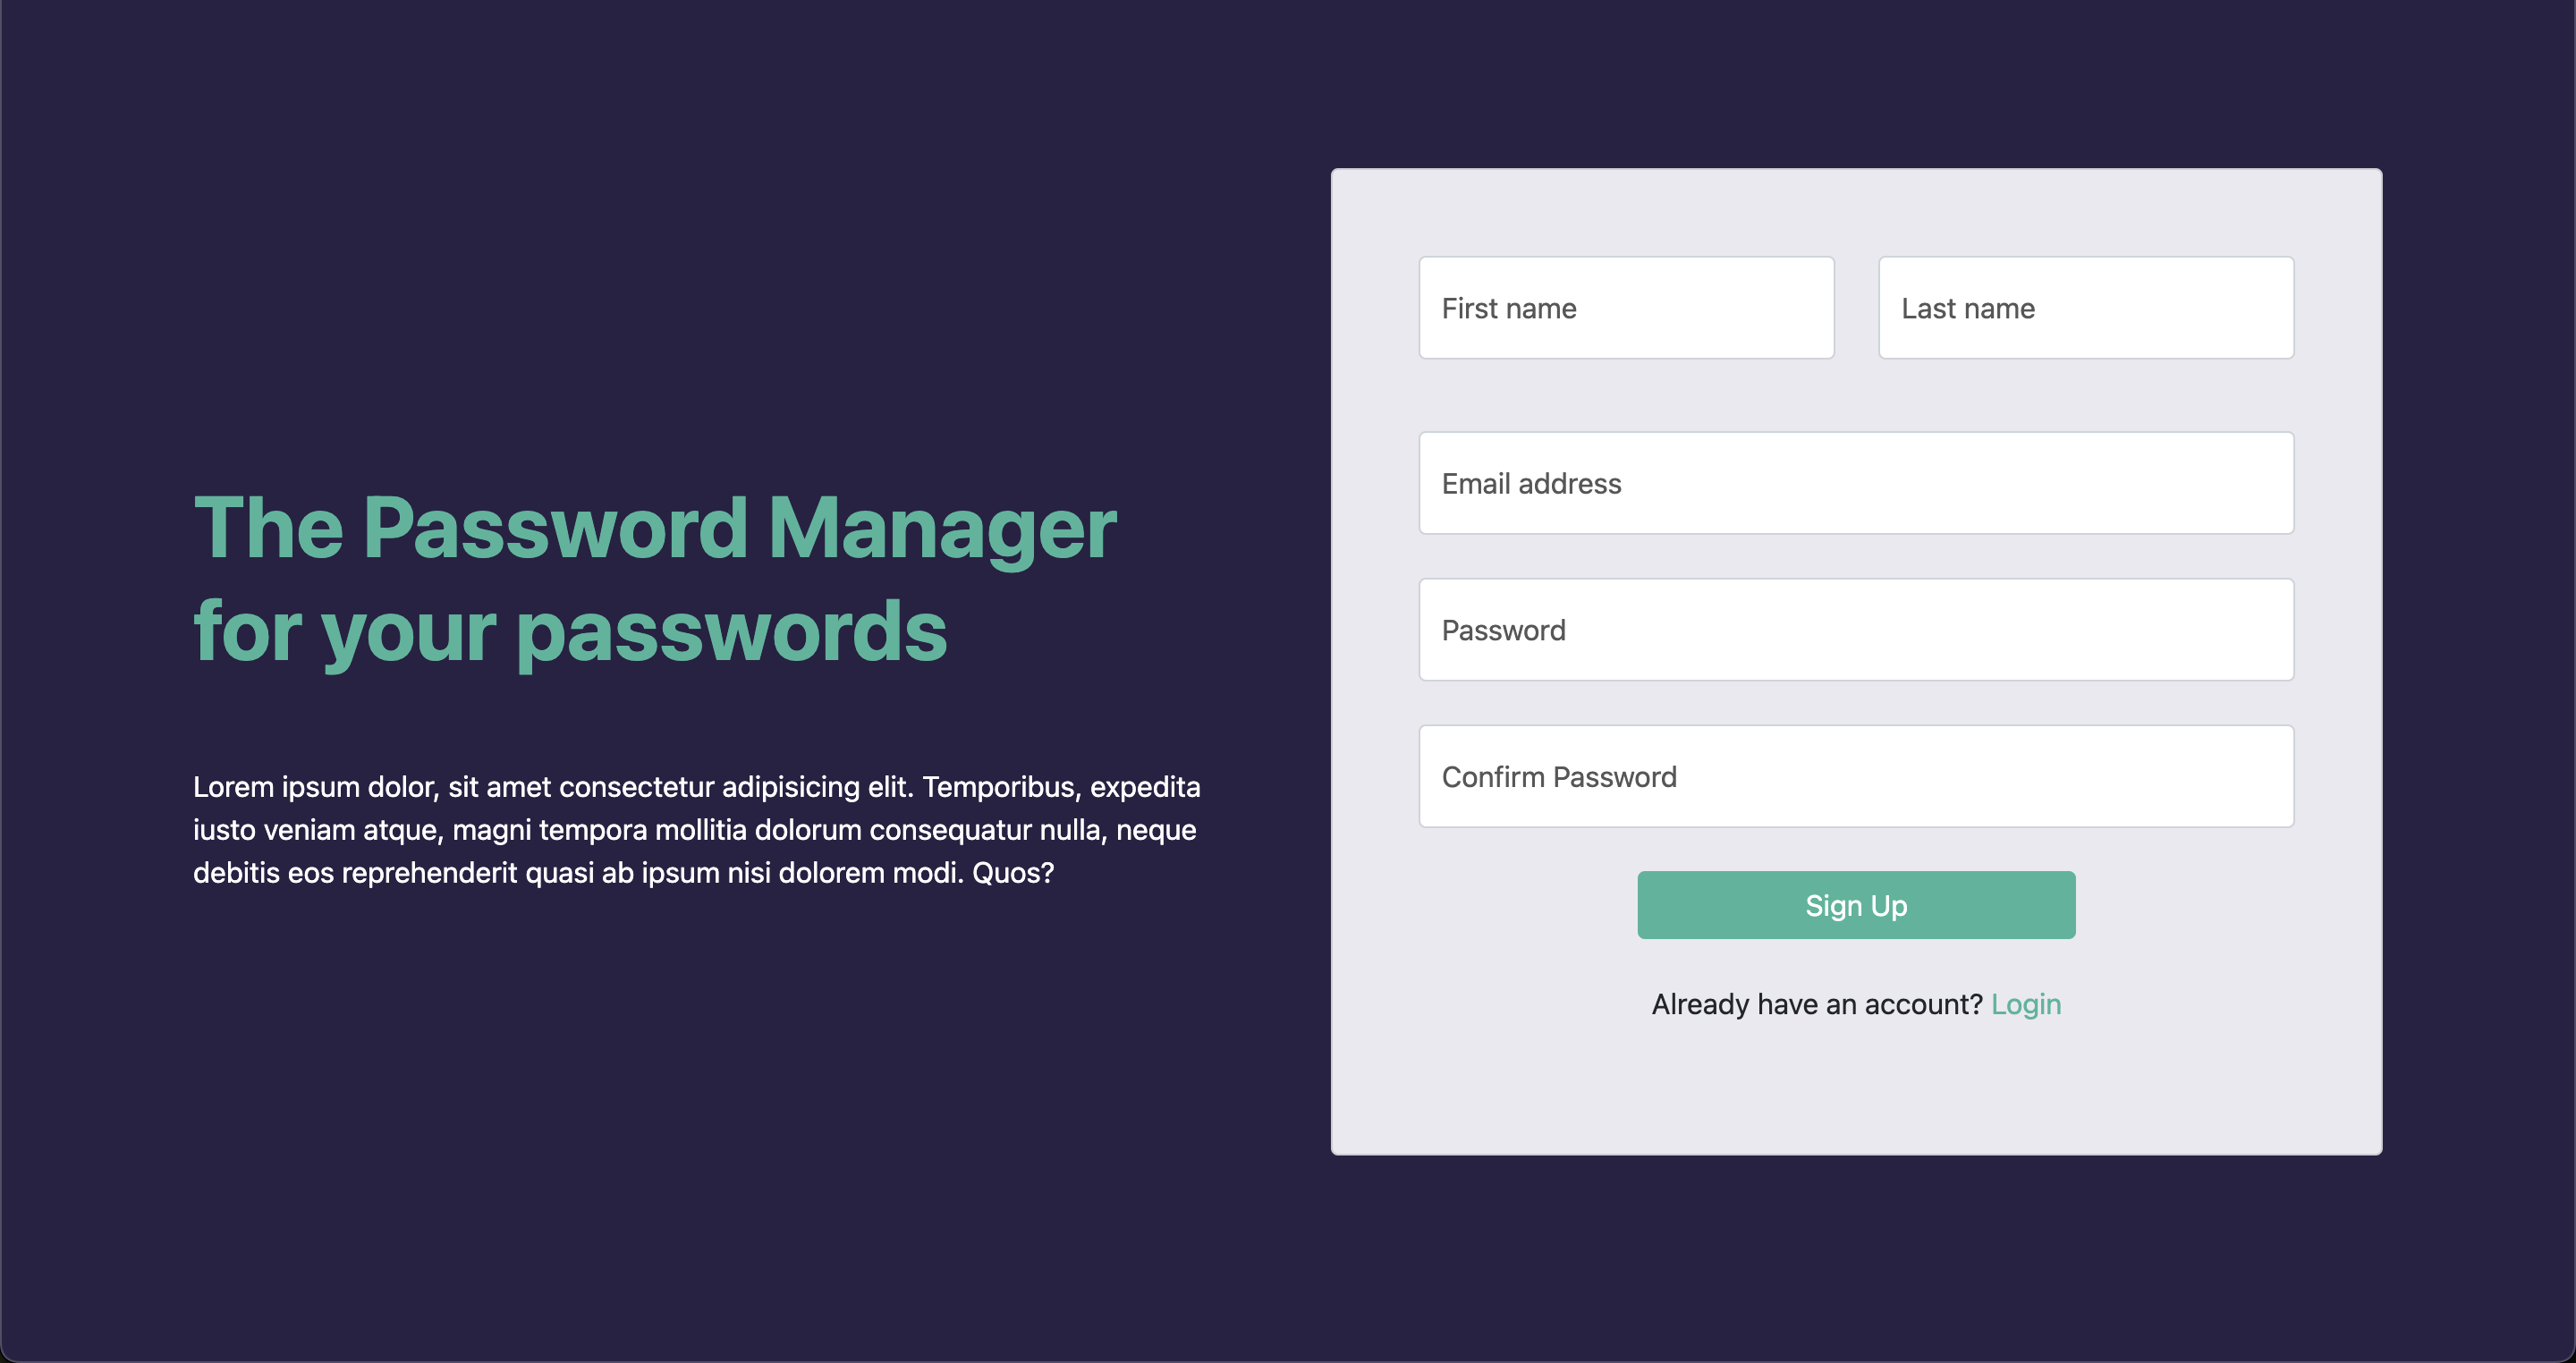 The Password Manager
for your passwords
Lorem ipsum dolor, sit amet consectetur adipisicing elit. Temporibus, expedita
iusto veniam atque, magni tempora mollitia dolorum consequatur nulla, neque
debitis eos reprehenderit quasi ab ipsum nisi dolorem modi. Quos?
First name
Last name
Email address
Password
Confirm Password
Sign Up
Already have an account? Login